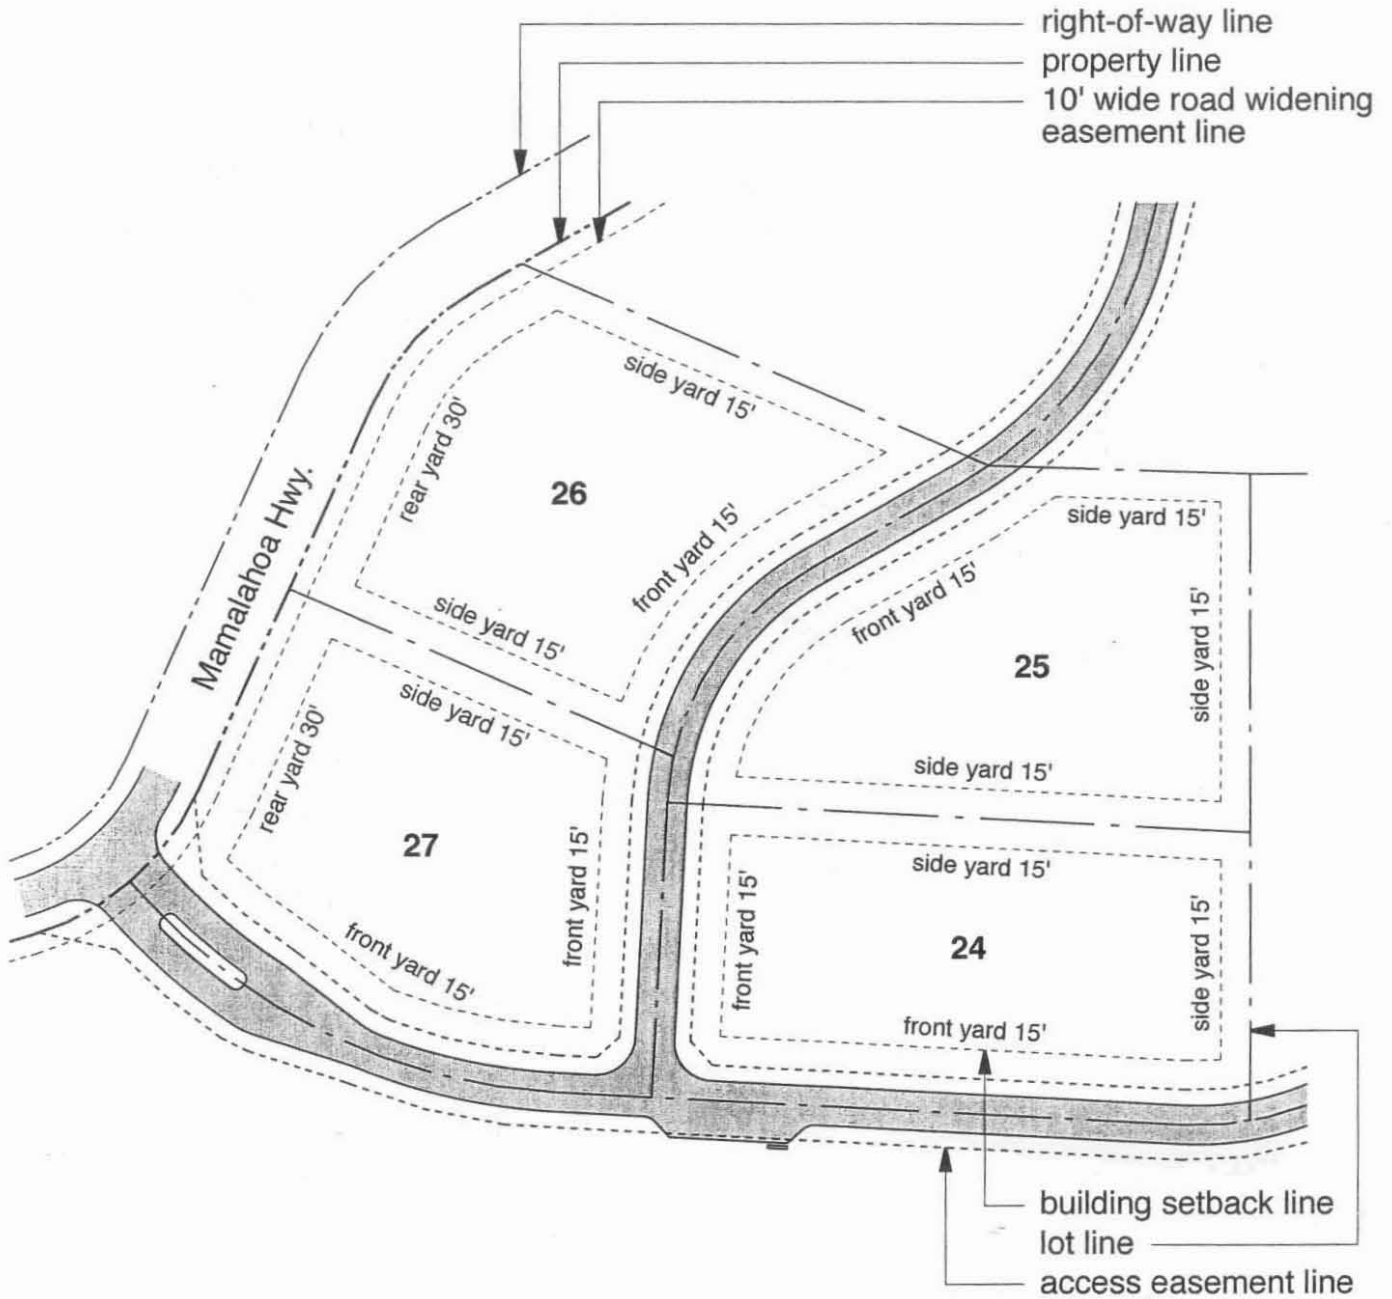 right-of-way line
property line
10' wide road widening
easement line
side yard 15'
rear yard 30'
26
Mamalahoa Hwy.
side yard 15'
front yard 15'
side yard 15'
front yard 15'
side yard 15'
25
side yard 15'
side yard 15'
rear yard 30'
27
front yard 15'
front yard 15'
side yard 15'
front yard 15'
24
side yard 15'
front yard 15'
building setback line
lot line
access easement line